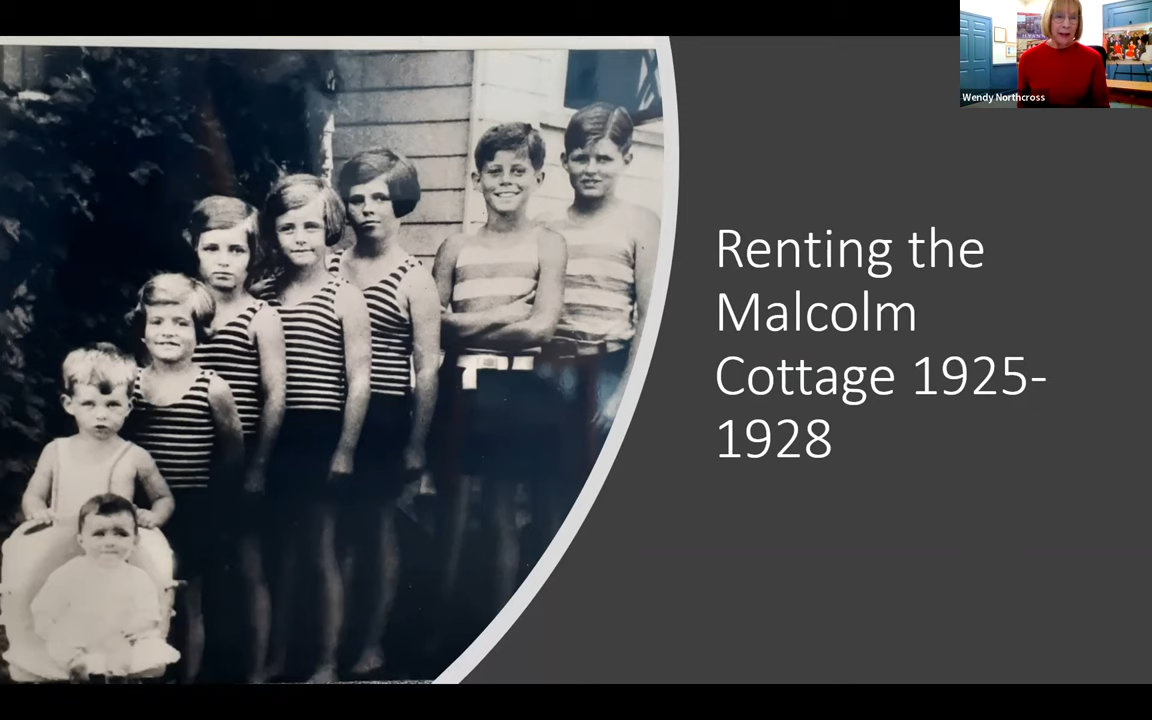 Wendy Northcross
Renting the
Malcolm
Cottage 1925-
1928